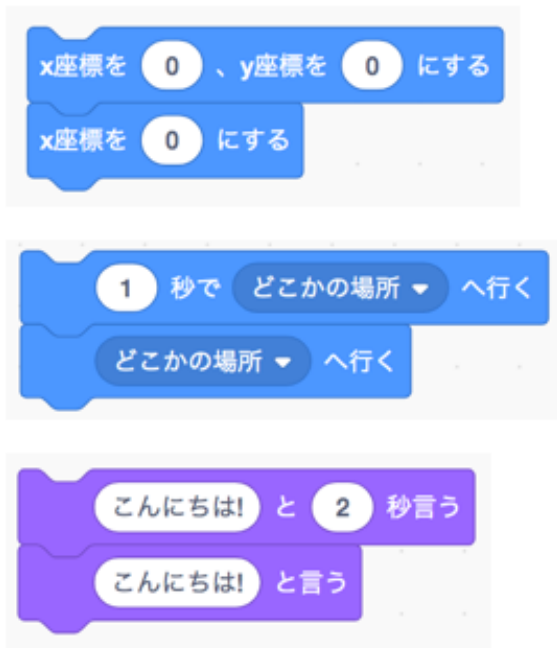 x座標を 0 、y座標を 0 にする
x座標を 0 にする
1 秒で どこかの場所 へ行く
どこかの場所 へ行く
こんにちは! と 2 秒言う
こんにちは! と言う